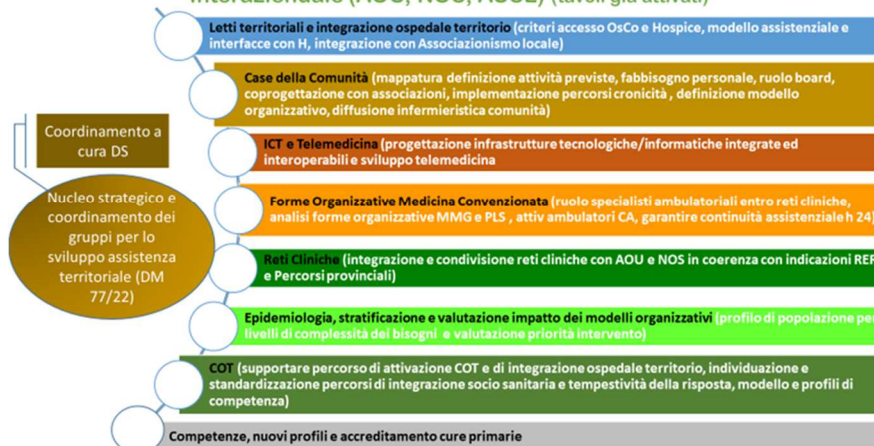 Interaziendale (AOU, NOS, AUSL) (tavoli già attivati)
Letti territoriali e integrazione ospedale territorio (criteri accesso OsCo e Hospice, modello assistenziale e
interfacce con H, integrazione con Associazionismo locale)
Case della Comunità (mappatura definizione attività previste, fabbisogno personale, ruolo board,
coprogettazione con associazioni, implementazione percorsi cronicità , definizione modello
organizzativo, diffusione infermieristica comunità)
Coordinamento a
cura DS
ICT e Telemedicina (progettazione infrastrutture tecnologiche/informatiche integrate ed
interoperabili e sviluppo telemedicina
Nucleo strategico e
coordinamento dei
gruppi per lo
sviluppo assistenza
territoriale (DM
77/22)
Forme Organizzative Medicina Convenzionata (ruolo specialisti ambulatoriali entro reti cliniche,
analisi forme organizzative MMG e PLS , attiv ambulatori CA, garantire continuità assistenziale h 24)
Reti Cliniche (integrazione e condivisione reti cliniche con AOU e NOS in coerenza con indicazioni RER
e Percorsi provinciali)
Epidemiologia, stratificazione e valutazione impatto dei modelli organizzativi (profilo di popolazione per
livelli di complessità dei bisogni e valutazione priorità intervento)
COT (supportare percorso di attivazione COT e di integrazione ospedale territorio, individuazione e
standardizzazione percorsi di integrazione socio sanitaria e tempestività della risposta, modello e profili di
competenza)
Competenze, nuovi profili e accreditamento cure primarie